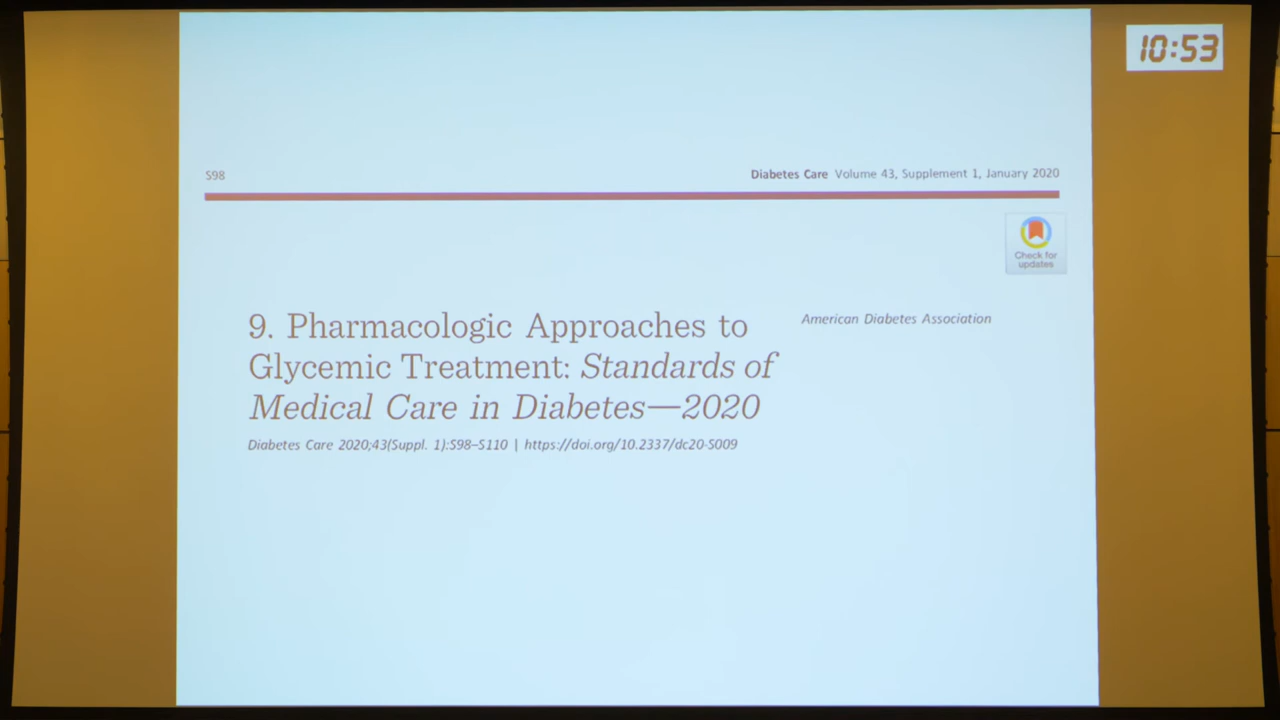 10:53
S98
Diabetes Care Volume 43, Supplement 1, January 2020
Check for
updates
9. Pharmacologic Approaches to
Glycemic Treatment: Standards of
Medical Care in Diabetes—2020
American Diabetes Association
Diabetes Care 2020;43(Suppl. 1):S98–S110 | https://doi.org/10.2337/dc20-S009